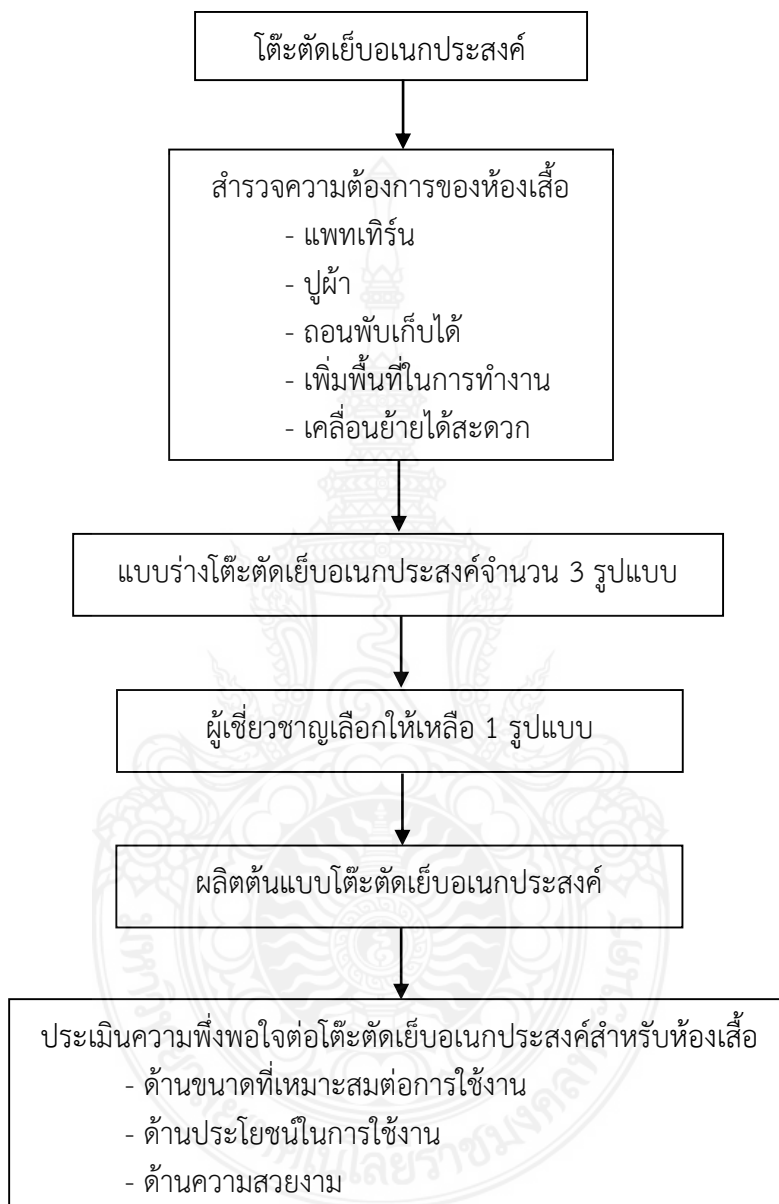 โต๊ะตัดเย็บอเนกประสงค์
สำรวจความต้องการของห้องเสื้อ
- แพทเทิร์น
- ปูผ้า
- ถอนพับเก็บได้
- เพิ่มพื้นที่ในการทำงาน
- เคลื่อนย้ายได้สะดวก
แบบร่างโต๊ะตัดเย็บอเนกประสงค์จำนวน 3 รูปแบบ
ผู้เชี่ยวชาญเลือกให้เหลือ 1 รูปแบบ
ผลิตต้นแบบโต๊ะตัดเย็บอเนกประสงค์
ประเมินความพึ่งพอใจต่อโต๊ะตัดเย็บอเนกประสงค์สำหรับห้องเสื้อ
- ด้านขนาดที่เหมาะสมต่อการใช้งาน
- ด้านประโยชน์ในการใช้งาน
- ด้านความสวยงาม